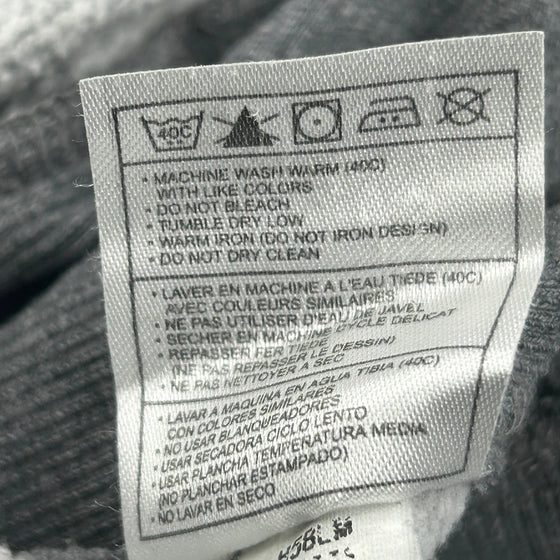 40C
• MACHINE WASH WARM (40C)
WITH LIKE COLORS
• DO NOT BLEACH
• TUMBLE DRY LOW
• WARM IRON (DO NOT IRON DESIGN)
• DO NOT DRY CLEAN
• LAVER EN MACHINE A L'EAU TIEDE (40C)
AVEC COULEURS SIMILAIRES
• NE PAS UTILISER D'EAU DE JAVEL
• SECHER EN MACHINE CYCLE DELICAT
• REPASSER FER TIEDE
(NE PAS REPASSER LE DESSIN)
• NE PAS NETTOYER A SEC
• LAVAR A MAQUINA EN AGUA TIBIA (40C)
CON COLORES SIMILARES
• NO USAR BLANQUEADORES
• USAR SECADORA CICLO LENTO
• USAR PLANCHA TEMPERATURA MEDIA
(NO PLANCHAR ESTAMPADO)
• NO LAVAR EN SECO